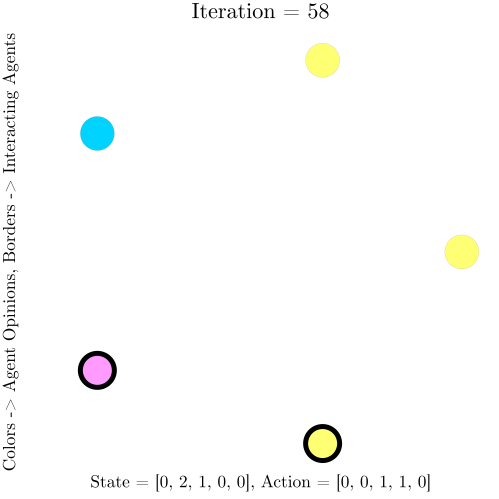 Iteration = 58
Colors -> Agent Opinions, Borders -> Interacting Agents
State = [0, 2, 1, 0, 0], Action = [0, 0, 1, 1, 0]